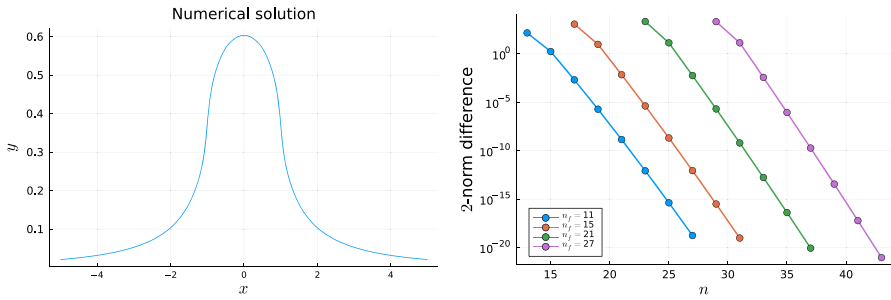 Numerical solution
0.6
0.5
0.4
0.3
0.2
0.1
y
−4
−2
0
2
4
x
2-norm difference
10⁰
10⁻⁵
10⁻¹⁰
10⁻¹⁵
10⁻²⁰
15
20
25
30
35
40
n
n_f = 11
n_f = 15
n_f = 21
n_f = 27